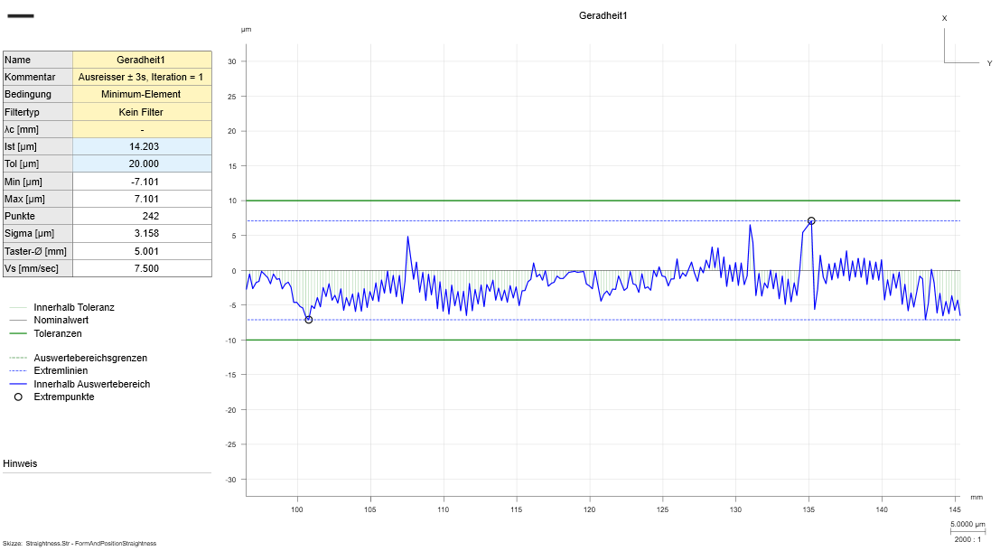 Geradheit1
Name Geradheit1
Kommentar Ausreisser ± 3s, Iteration = 1
Bedingung Minimum-Element
Filtertyp Kein Filter
λc [mm] -
Ist [µm] 14.203
Tol [µm] 20.000
Min [µm] -7.101
Max [µm] 7.101
Punkte 242
Sigma [µm] 3.158
Taster-Ø [mm] 5.001
Vs [mm/sec] 7.500
Innerhalb Toleranz
Nominalwert
Toleranzen
Auswertebereichsgrenzen
Extremlinien
Innerhalb Auswertebereich
Extrempunkte
Hinweis
µm
30
25
20
15
10
5
0
-5
-10
-15
-20
-25
-30
100 105 110 115 120 125 130 135 140 145
mm
X
Y
5.0000 µm
2000 : 1
Skizze: Straightness.Str - FormAndPositionStraightness